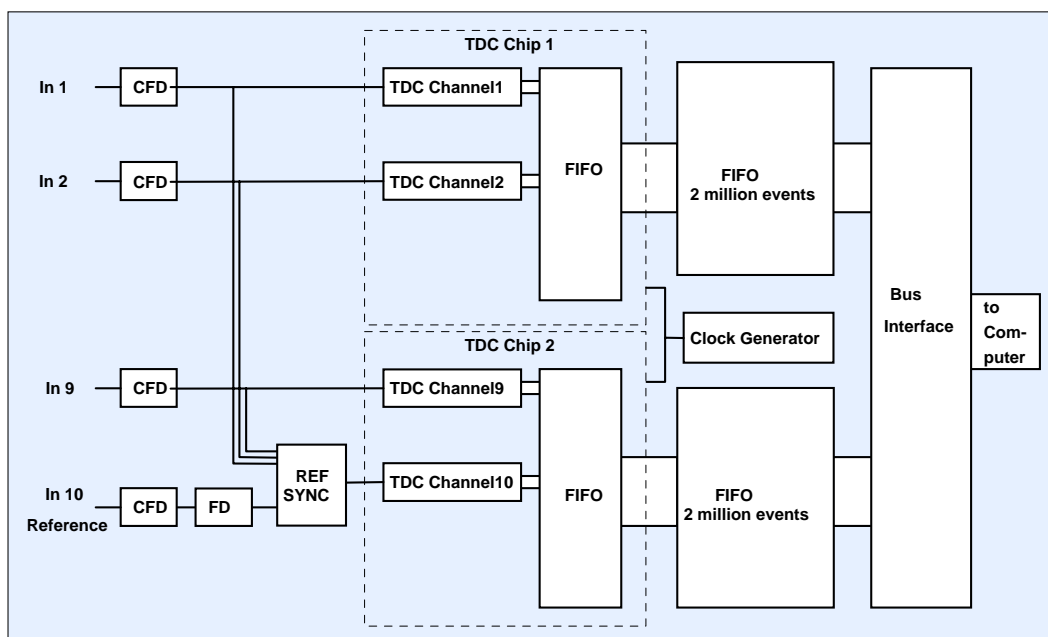 TDC Chip 1
In 1
CFD
TDC Channel1
In 2
CFD
TDC Channel2
FIFO
FIFO
2 million events
Bus
Interface
to
Com-
puter
Clock Generator
TDC Chip 2
In 9
CFD
TDC Channel9
REF
SYNC
TDC Channel10
In 10
Reference
CFD
FD
FIFO
FIFO
2 million events